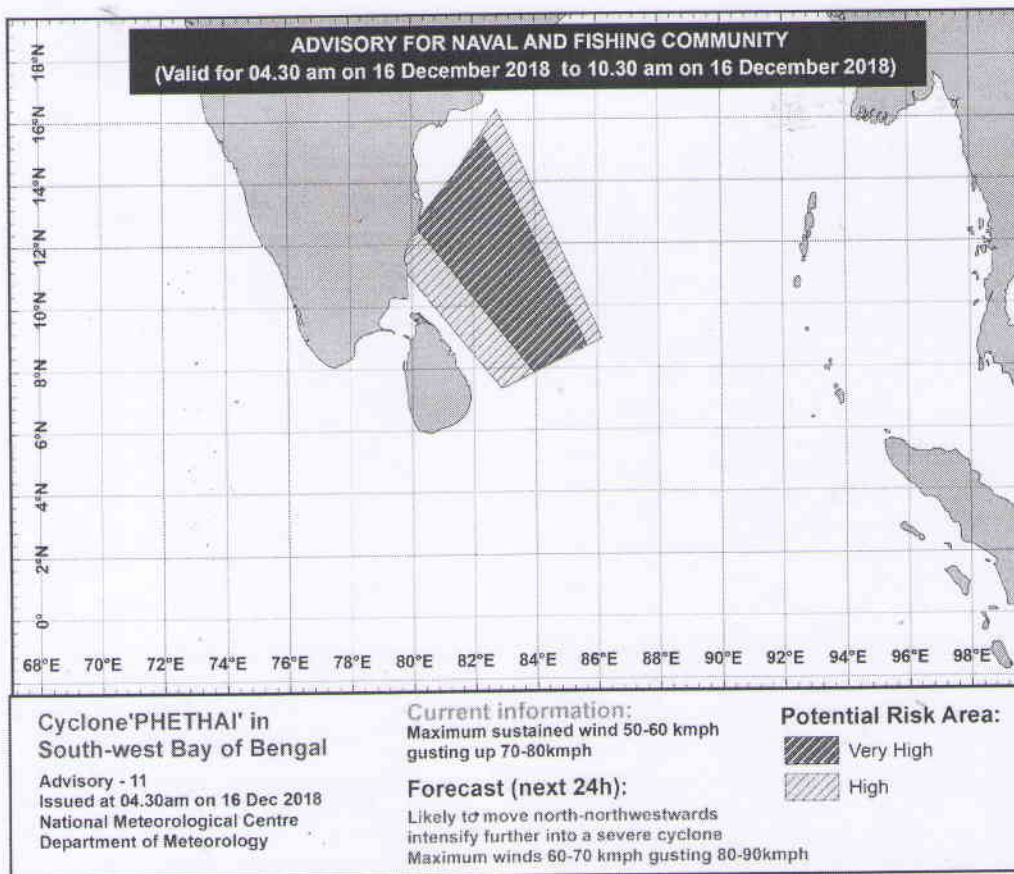 ADVISORY FOR NAVAL AND FISHING COMMUNITY
(Valid for 04.30 am on 16 December 2018 to 10.30 am on 16 December 2018)
18°N
16°N
14°N
12°N
10°N
8°N
6°N
4°N
2°N
0°
68°E 70°E 72°E 74°E 76°E 78°E 80°E 82°E 84°E 86°E 88°E 90°E 92°E 94°E 96°E 98°E
Cyclone'PHETHAI' in
South-west Bay of Bengal
Advisory - 11
Issued at 04.30am on 16 Dec 2018
National Meteorological Centre
Department of Meteorology
Current information:
Maximum sustained wind 50-60 kmph
gusting up 70-80kmph
Forecast (next 24h):
Likely to move north-northwestwards
intensify further into a severe cyclone
Maximum winds 60-70 kmph gusting 80-90kmph
Potential Risk Area:
Very High
High